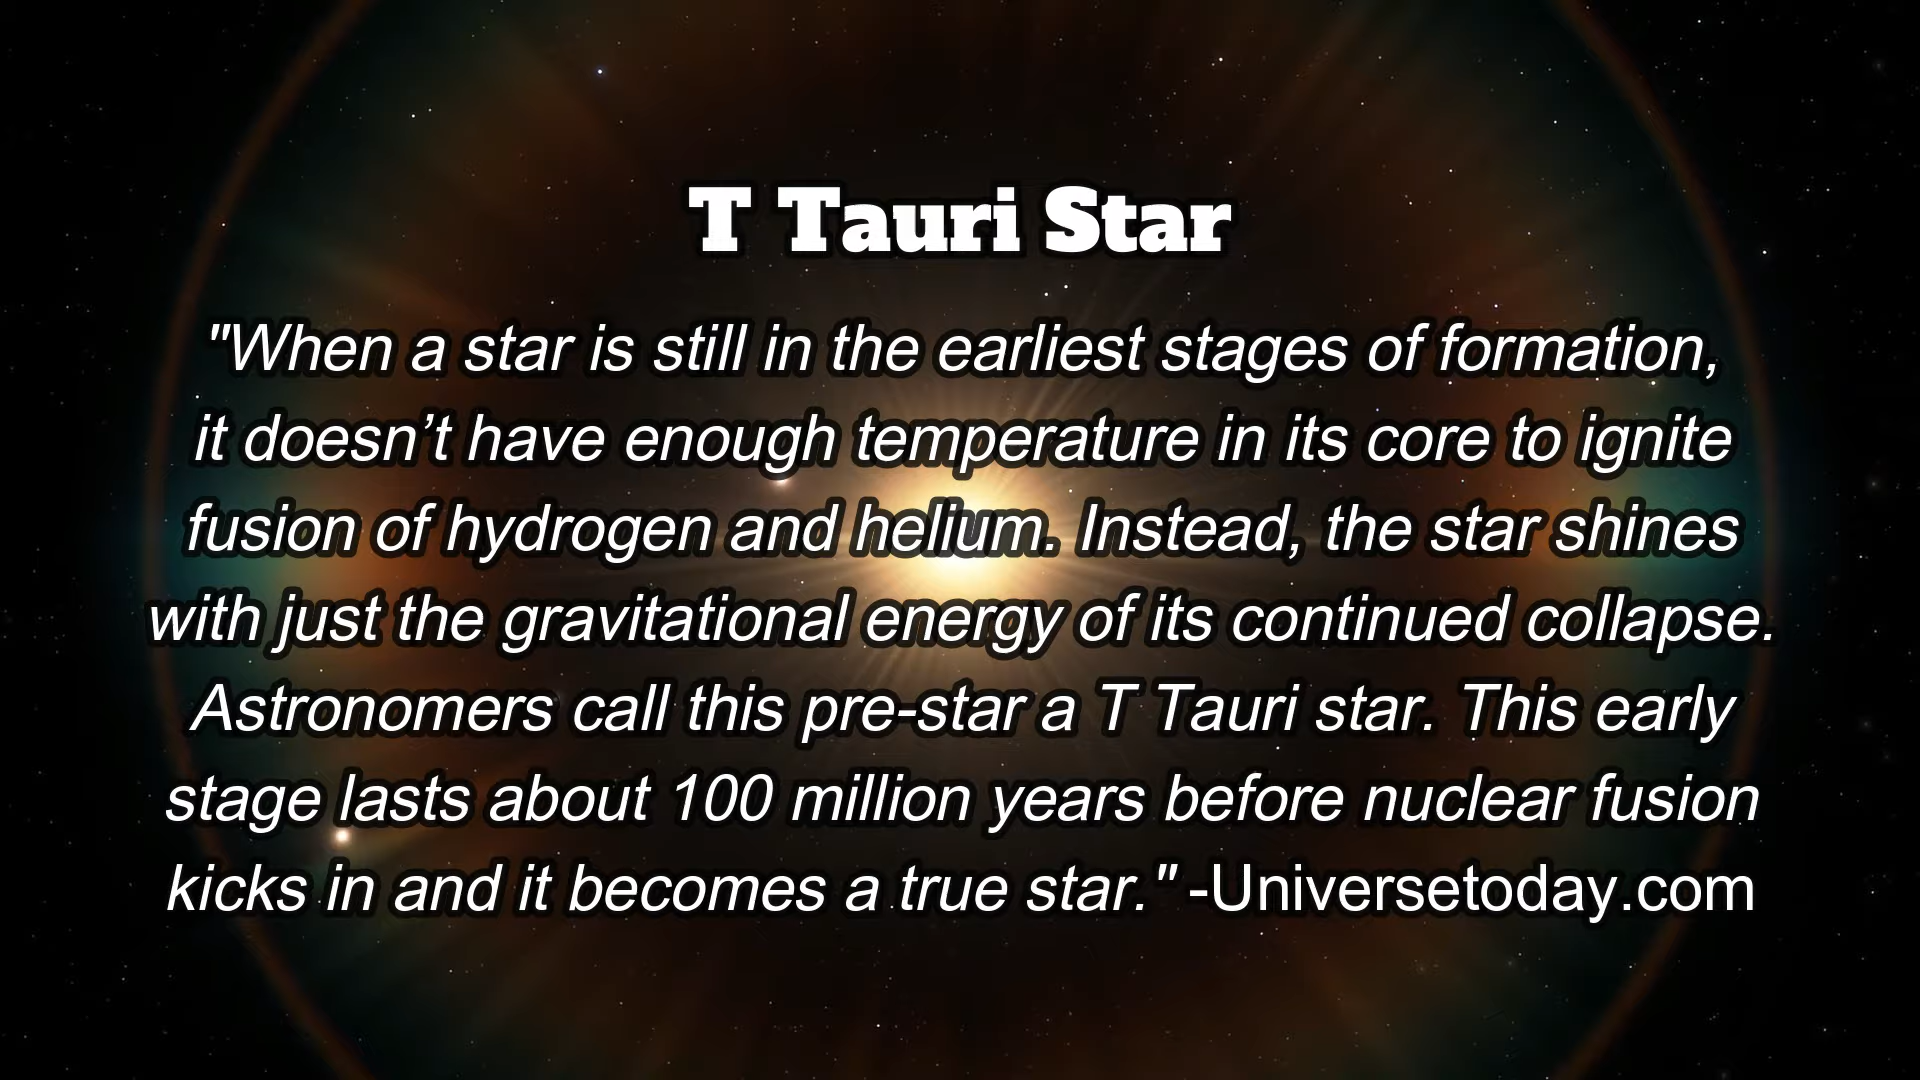 T Tauri Star
"When a star is still in the earliest stages of formation,
it doesn’t have enough temperature in its core to ignite
fusion of hydrogen and helium. Instead, the star shines
with just the gravitational energy of its continued collapse.
Astronomers call this pre-star a T Tauri star. This early
stage lasts about 100 million years before nuclear fusion
kicks in and it becomes a true star." -Universetoday.com